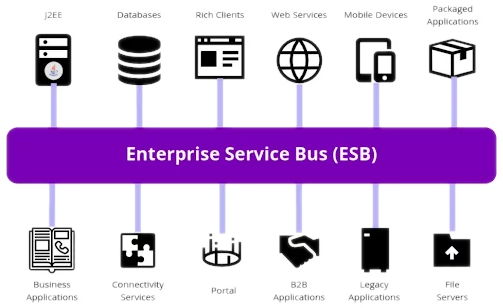 J2EE
Databases
Rich Clients
Web Services
Mobile Devices
Packaged
Applications
Enterprise Service Bus (ESB)
Business
Applications
Connectivity
Services
Portal
B2B
Applications
Legacy
Applications
File
Servers